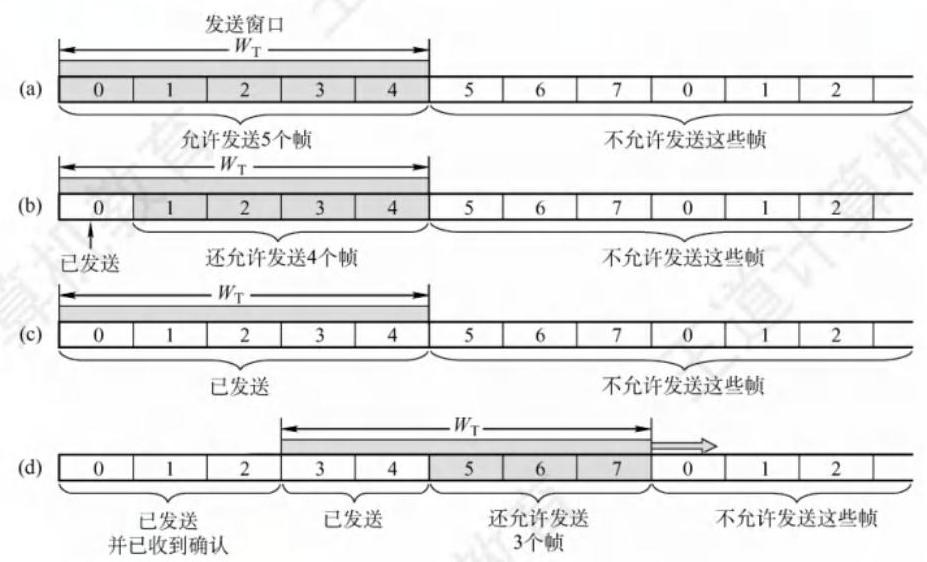 发送窗口
W_T
(a) 0 1 2 3 4 5 6 7 0 1 2
允许发送5个帧 不允许发送这些帧
W_T
(b) 0 1 2 3 4 5 6 7 0 1 2
已发送 还允许发送4个帧 不允许发送这些帧
W_T
(c) 0 1 2 3 4 5 6 7 0 1 2
已发送 不允许发送这些帧
W_T
(d) 0 1 2 3 4 5 6 7 0 1 2
已发送 已发送 还允许发送 不允许发送这些帧
并已收到确认 3个帧